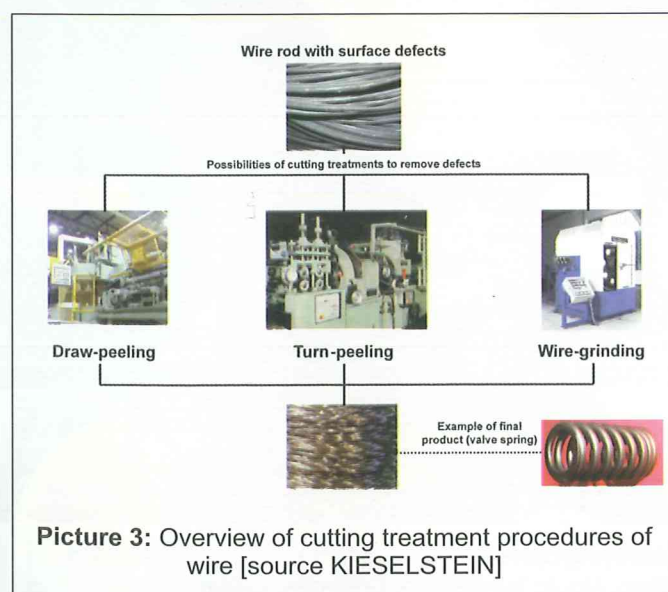 Wire rod with surface defects
Possibilities of cutting treatments to remove defects
Draw-peeling
Turn-peeling
Wire-grinding
Example of final
product (valve spring)
Picture 3: Overview of cutting treatment procedures of
wire [source KIESELSTEIN]